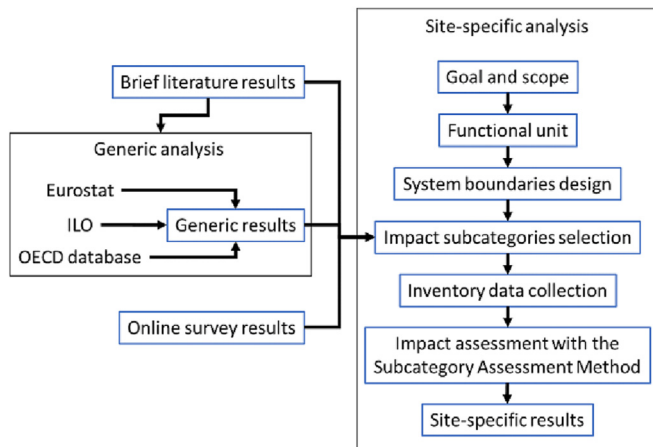 Site-specific analysis
Brief literature results
Goal and scope
Functional unit
Generic analysis
Eurostat
System boundaries design
ILO
Generic results
Impact subcategories selection
OECD database
Inventory data collection
Online survey results
Impact assessment with the
Subcategory Assessment Method
Site-specific results